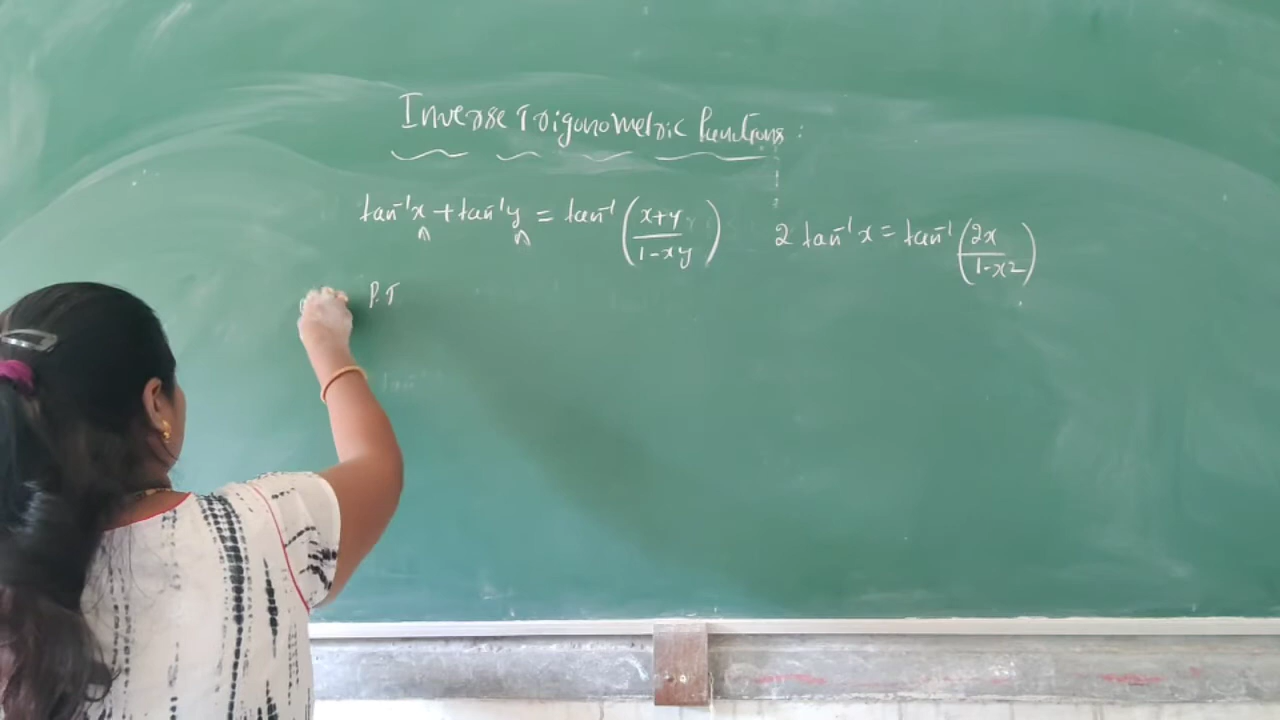 Inverse Trigonometric Functions :
tan⁻¹x + tan⁻¹y = tan⁻¹ (x+y / 1-xy)
2 tan⁻¹x = tan⁻¹ (2x / 1-x2)
P.T